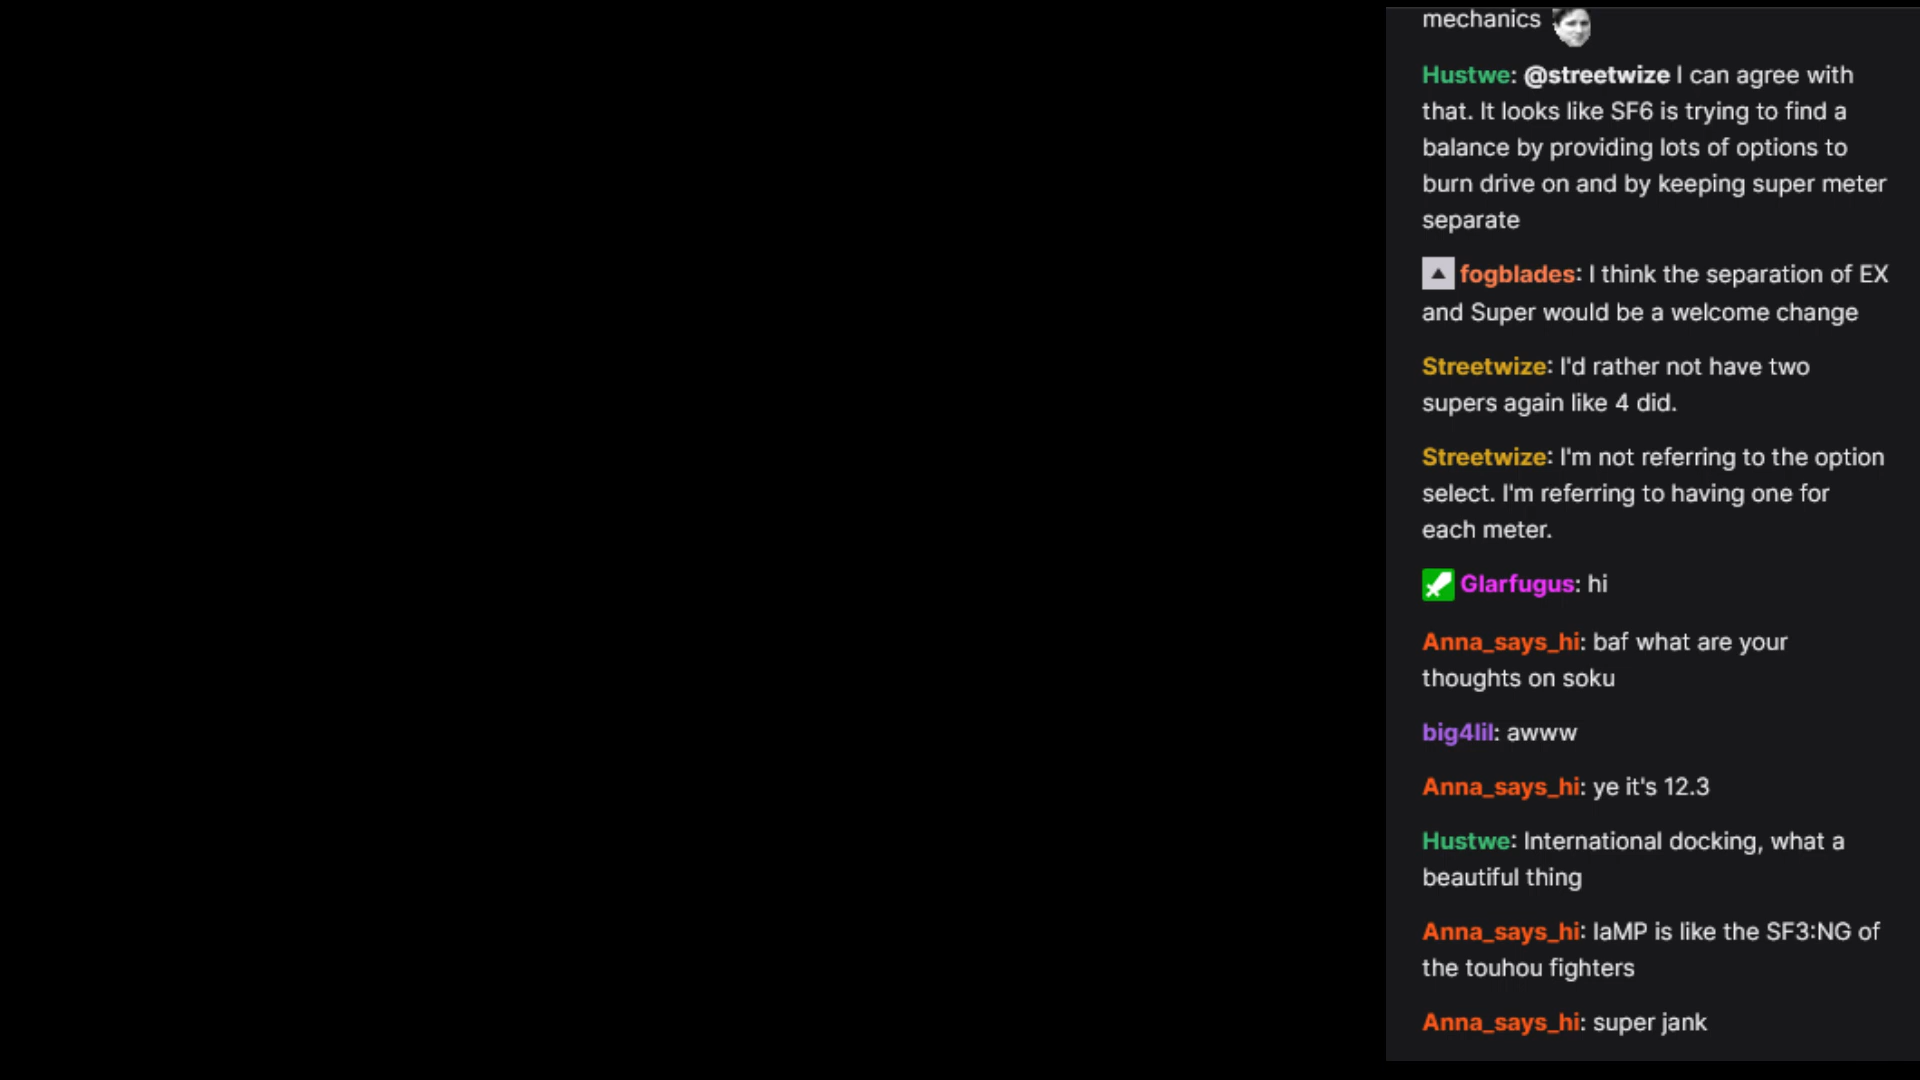 mechanics
Hustwe: @streetwize I can agree with
that. It looks like SF6 is trying to find a
balance by providing lots of options to
burn drive on and by keeping super meter
separate
fogblades: I think the separation of EX
and Super would be a welcome change
Streetwize: I'd rather not have two
supers again like 4 did.
Streetwize: I'm not referring to the option
select. I'm referring to having one for
each meter.
Glarfugus: hi
Anna_says_hi: baf what are your
thoughts on soku
big4lil: awww
Anna_says_hi: ye it's 12.3
Hustwe: International docking, what a
beautiful thing
Anna_says_hi: IaMP is like the SF3:NG of
the touhou fighters
Anna_says_hi: super jank